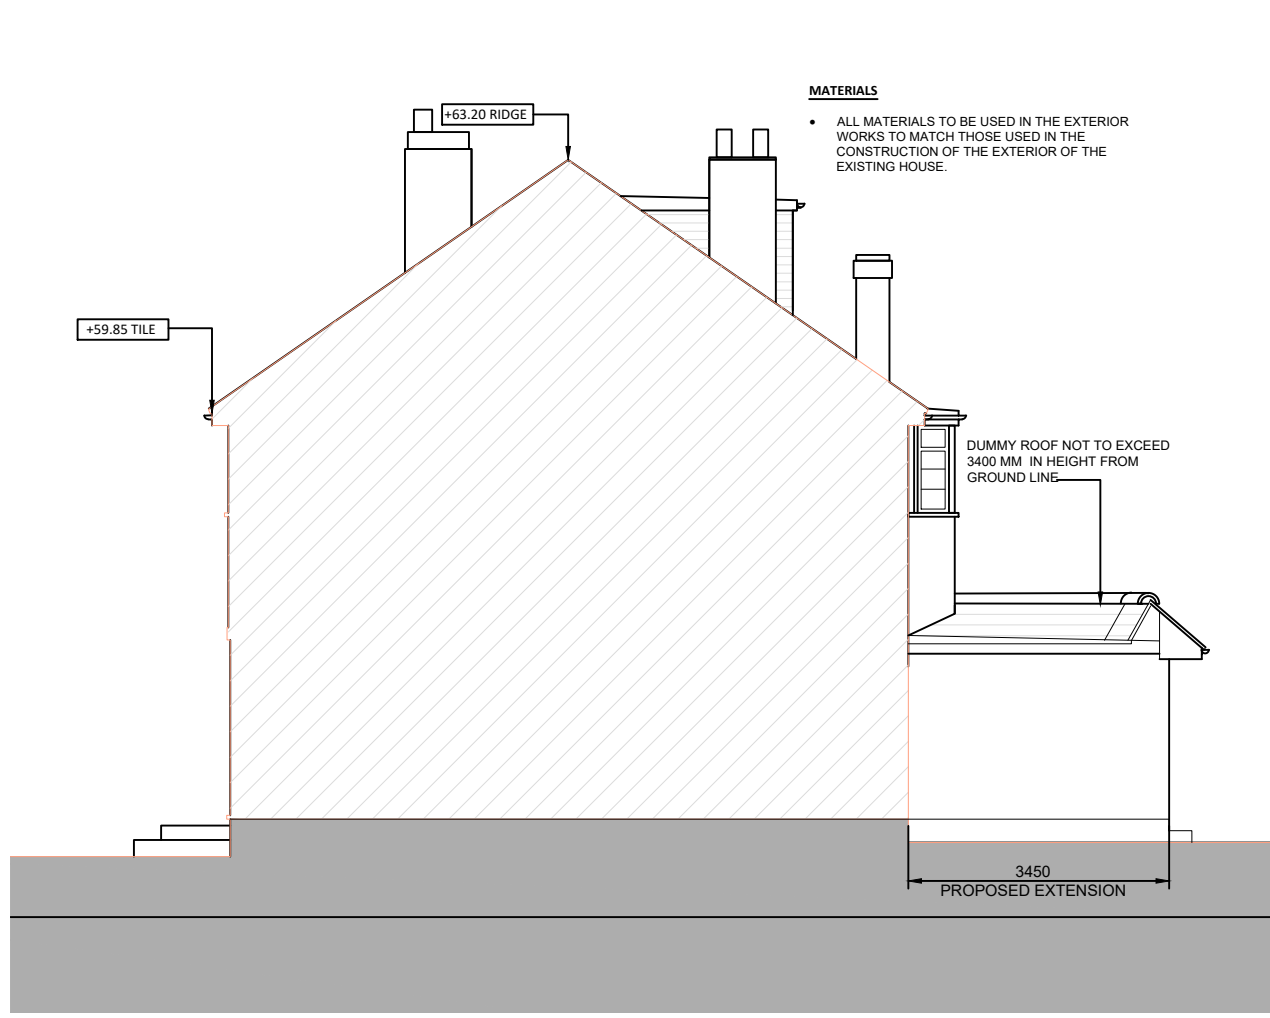 MATERIALS
+63.20 RIDGE
• ALL MATERIALS TO BE USED IN THE EXTERIOR
WORKS TO MATCH THOSE USED IN THE
CONSTRUCTION OF THE EXTERIOR OF THE
EXISTING HOUSE.
+59.85 TILE
DUMMY ROOF NOT TO EXCEED
3400 MM IN HEIGHT FROM
GROUND LINE
3450
PROPOSED EXTENSION